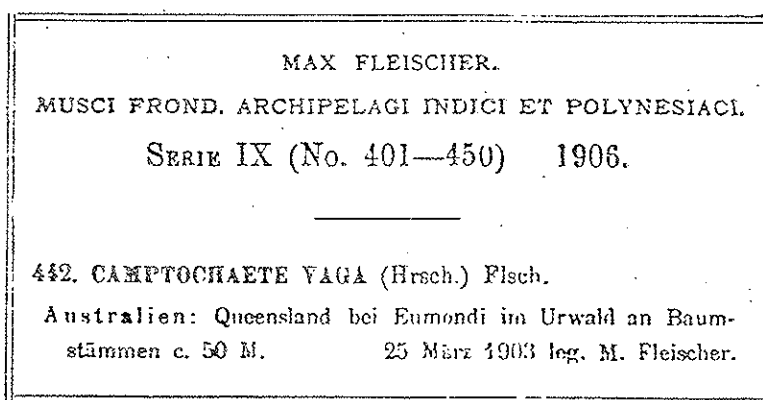 MAX FLEISCHER.
MUSCI FROND. ARCHIPELAGI INDICI ET POLYNESIACI.
SERIE IX (No. 401—450) 1906.
442. CAMPTOCHAETE VAGA (Hrsch.) Flsch.
Australien: Queensland bei Eumondi im Urwald an Baum-
stämmen c. 50 M. 25 März 1903 leg. M. Fleischer.